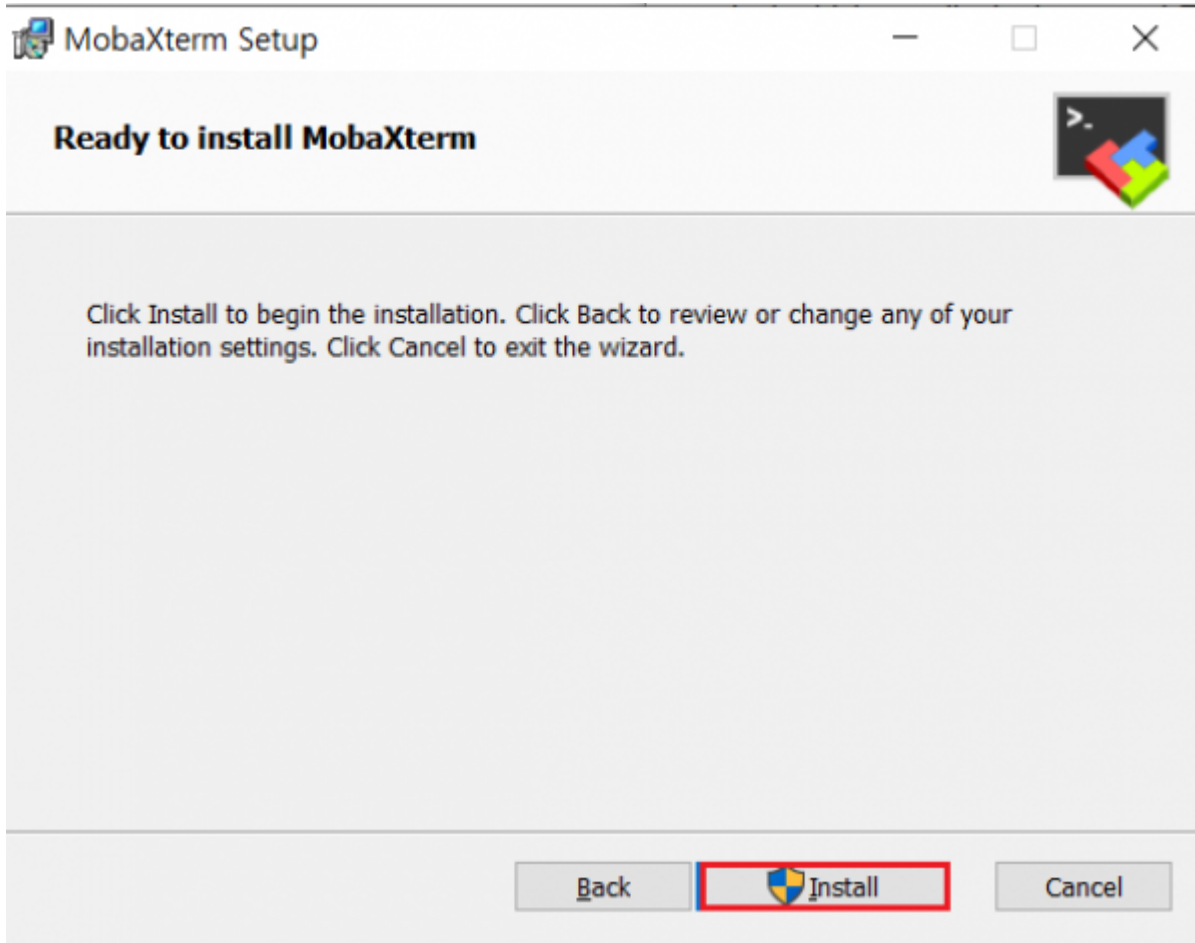 MobaXterm Setup
Ready to install MobaXterm
>_
Click Install to begin the installation. Click Back to review or change any of your
installation settings. Click Cancel to exit the wizard.
Back
Install
Cancel